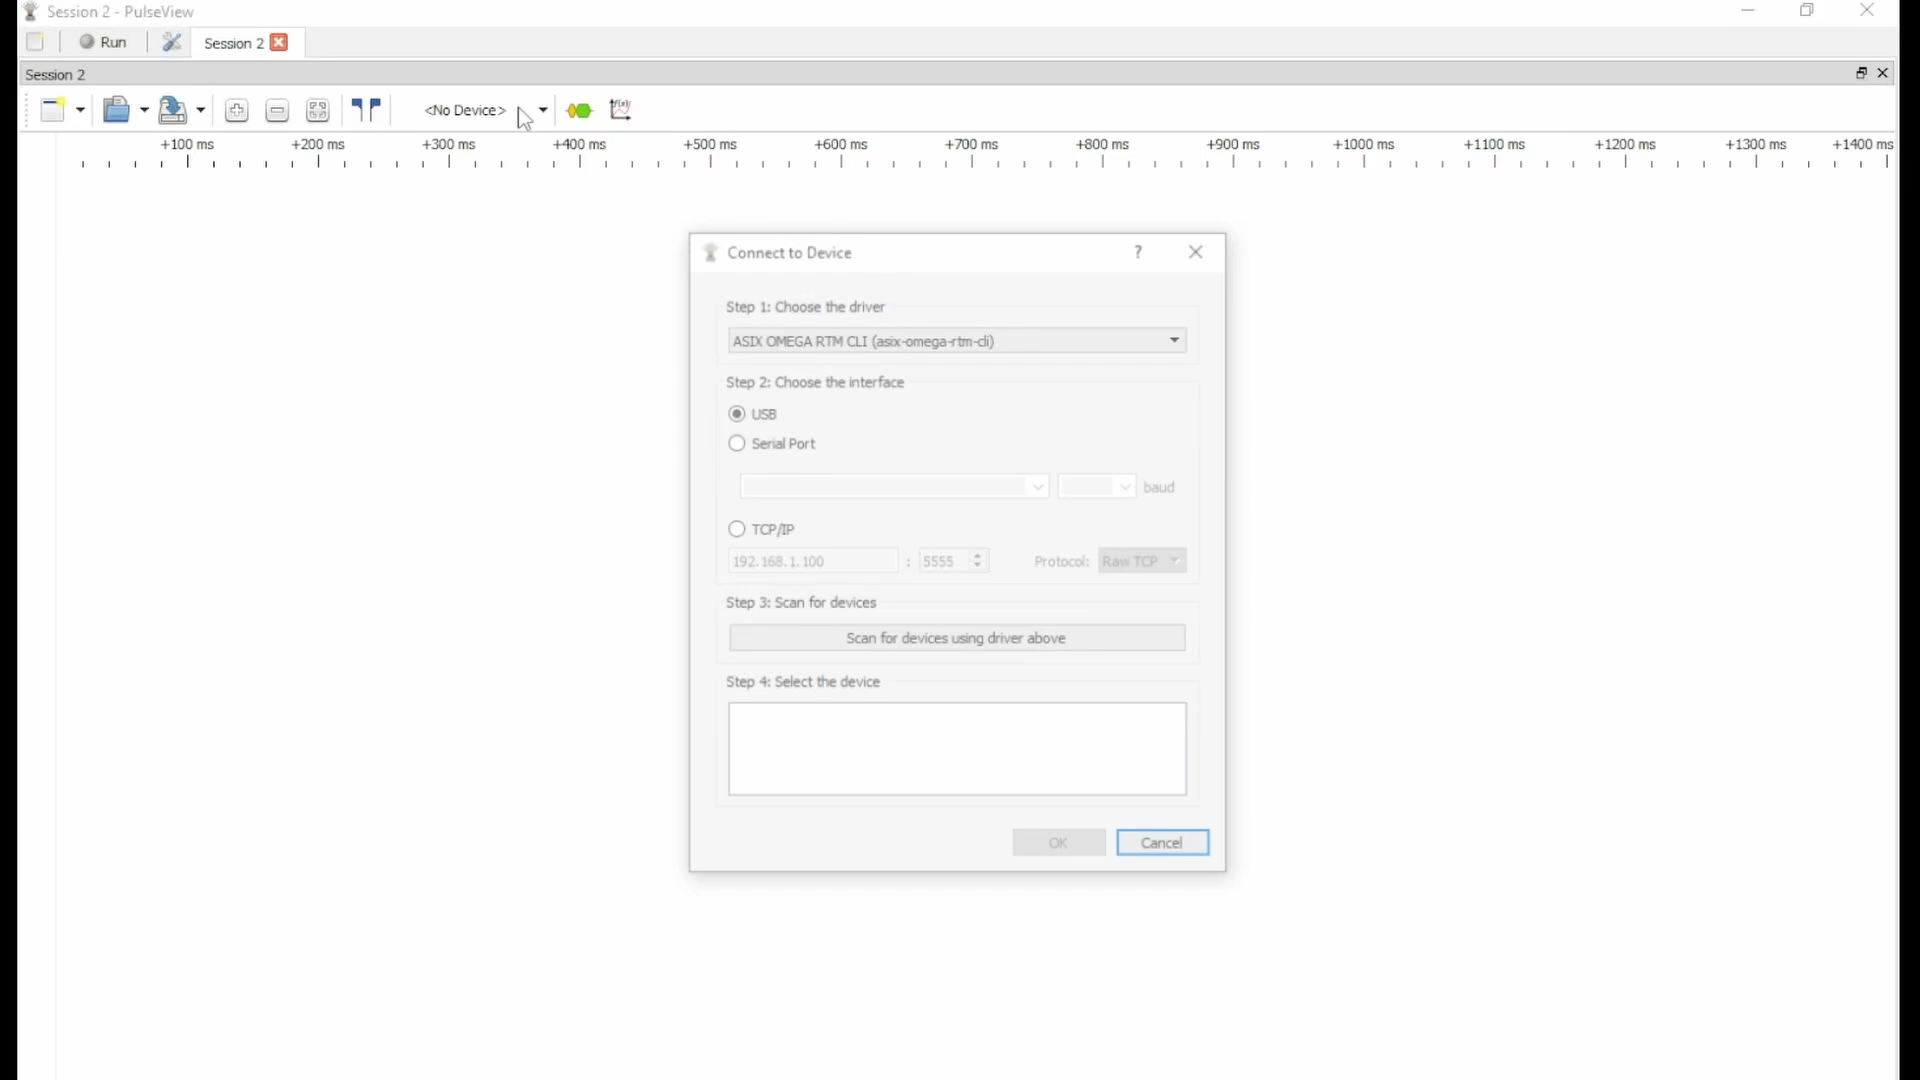 Session 2 - PulseView
Run
Session 2
Session 2
<No Device>
f(x)
+100 ms +200 ms +300 ms +400 ms +500 ms +600 ms +700 ms +800 ms +900 ms +1000 ms +1100 ms +1200 ms +1300 ms +1400 ms
Connect to Device
Step 1: Choose the driver
ASIX OMEGA RTM CLI (asix-omega-rtm-cli)
Step 2: Choose the interface
USB
Serial Port
baud
TCP/IP
192.168.1.100 : 5555 Protocol: Raw TCP
Step 3: Scan for devices
Scan for devices using driver above
Step 4: Select the device
OK Cancel